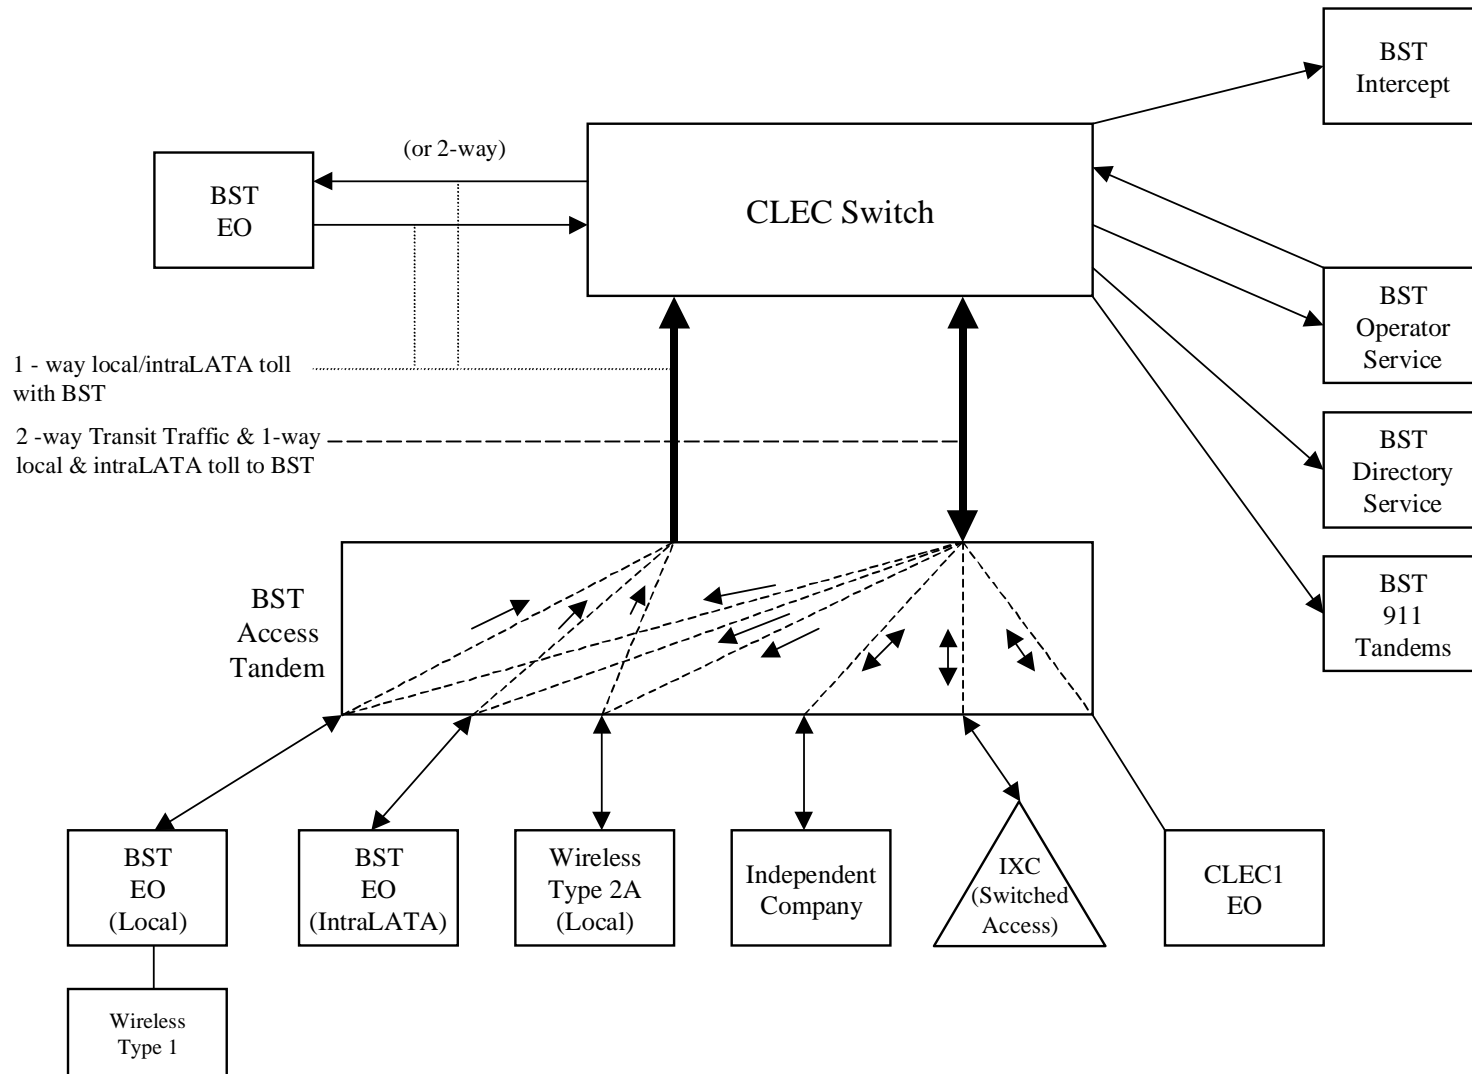 BST
Intercept
(or 2-way)
BST
EO
CLEC Switch
BST
Operator
Service
1 - way local/intraLATA toll
with BST
2 -way Transit Traffic & 1-way
local & intraLATA toll to BST
BST
Directory
Service
BST
Access
Tandem
BST
911
Tandems
BST
EO
(Local)
BST
EO
(IntraLATA)
Wireless
Type 2A
(Local)
Independent
Company
IXC
(Switched
Access)
CLEC1
EO
Wireless
Type 1